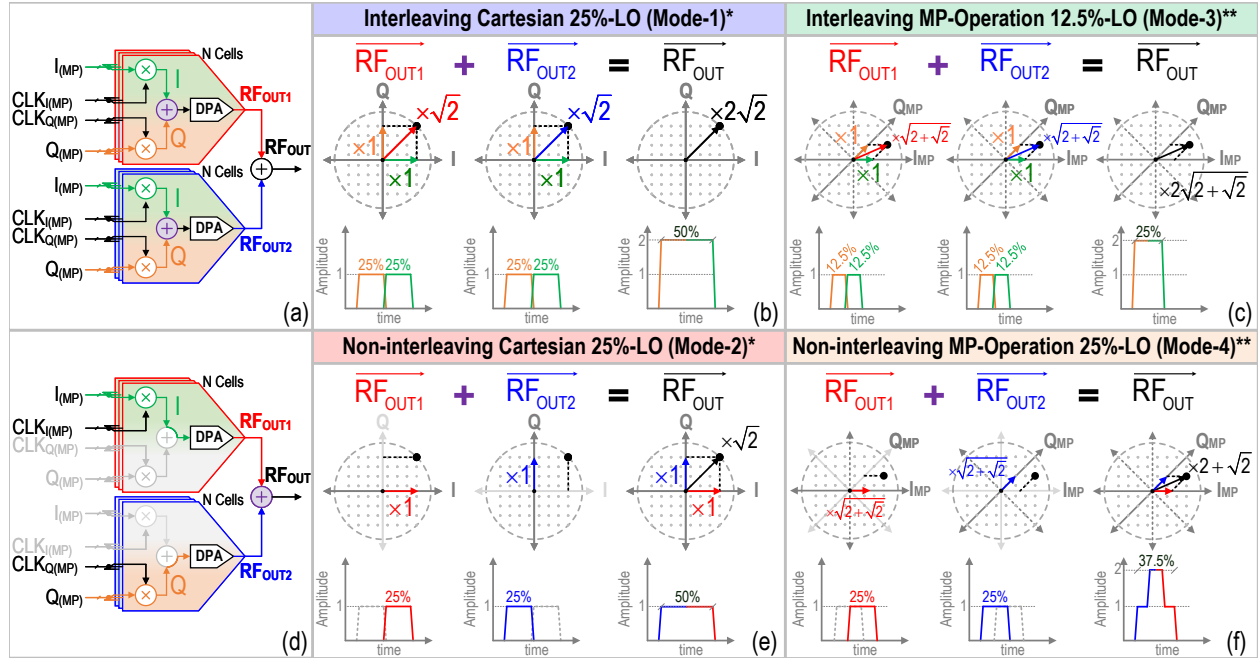 Interleaving Cartesian 25%-LO (Mode-1)*
Interleaving MP-Operation 12.5%-LO (Mode-3)**
N Cells
I(MP)
CLKI(MP)
CLKQ(MP)
Q(MP)
I
Q
DPA
RFOUT1
RFOUT
N Cells
I(MP)
CLKI(MP)
CLKQ(MP)
Q(MP)
I
Q
DPA
RFOUT2
(a)
RFOUT1 + RFOUT2 = RFOUT
Q
×√2
×1
×1
Q
×√2
×1
×1
Q
×2√2
I
Amplitude
1
25% 25%
time
Amplitude
1
25% 25%
time
Amplitude
2
1
50%
time
(b)
RFOUT1 + RFOUT2 = RFOUT
×1
×√2+√2
×1
×1
×√2+√2
×1
QMP
IMP
QMP
IMP
×2√2+√2
Amplitude
1
12.5%
12.5%
time
Amplitude
1
12.5%
12.5%
time
Amplitude
2
1
25%
time
(c)
Non-interleaving Cartesian 25%-LO (Mode-2)*
Non-interleaving MP-Operation 25%-LO (Mode-4)**
N Cells
I(MP)
CLKI(MP)
CLKQ(MP)
Q(MP)
I
DPA
RFOUT1
RFOUT
N Cells
I(MP)
CLKI(MP)
CLKQ(MP)
Q(MP)
Q
DPA
RFOUT2
(d)
RFOUT1 + RFOUT2 = RFOUT
Q
×1
I
Q
×1
I
Q
×√2
×1
×1
I
Amplitude
1
25%
time
Amplitude
1
25%
time
Amplitude
1
50%
time
(e)
RFOUT1 + RFOUT2 = RFOUT
QMP
IMP
×√2+√2
×√2+√2
QMP
×2+√2
IMP
Amplitude
1
25%
time
Amplitude
1
25%
time
Amplitude
2
1
37.5%
time
(f)